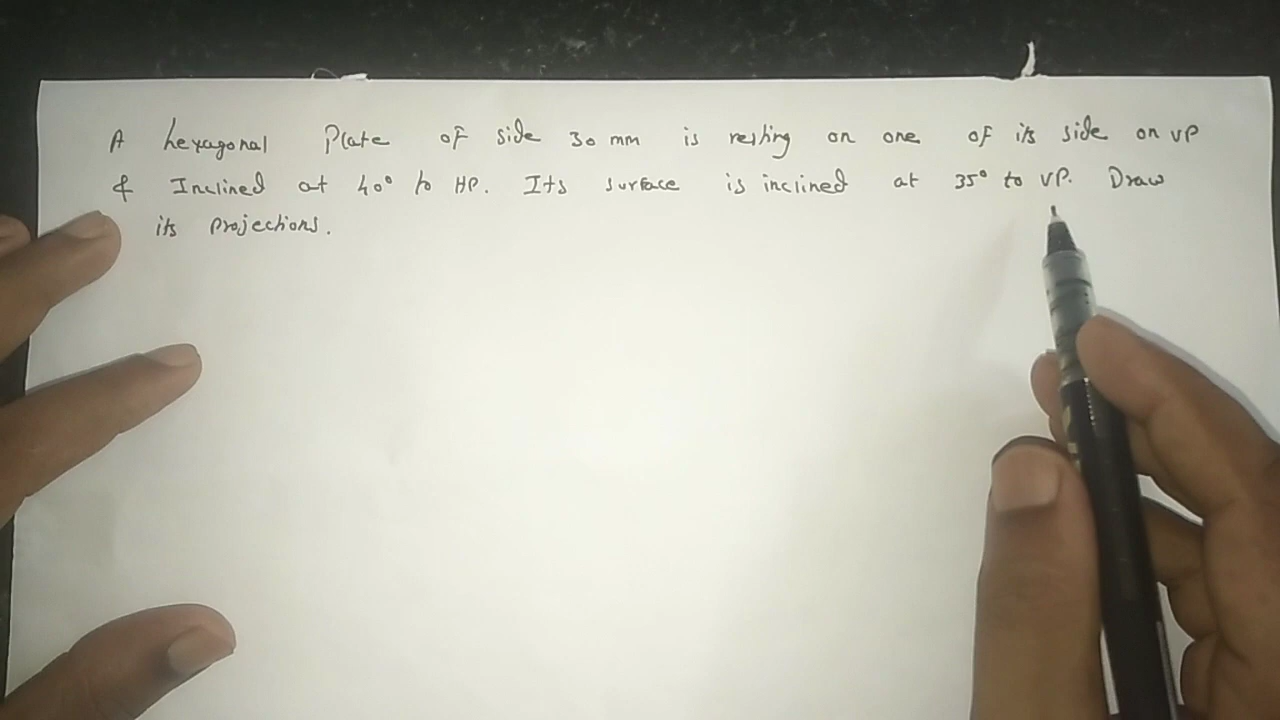 A hexagonal Plate of side 30 mm is resting on one of its side on VP
& Inclined at 40° to HP. Its surface is inclined at 35° to VP. Draw
its projections.